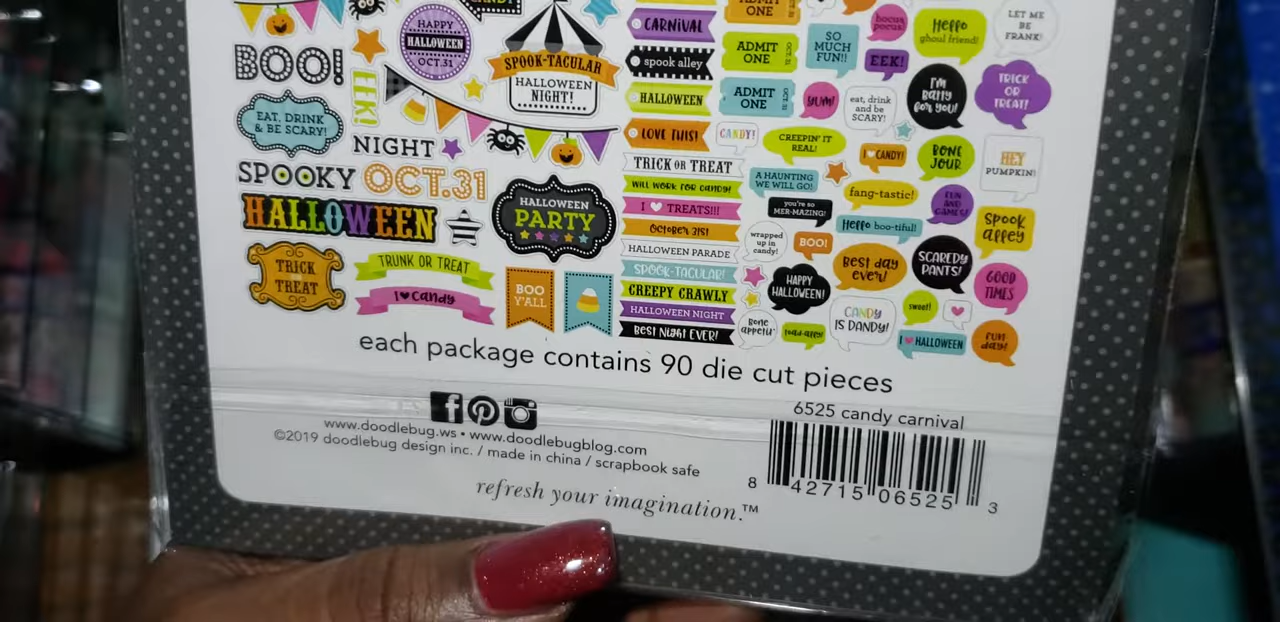 HAPPY
HALLOWEEN
OCT.31
BOO!
EEK!
SPOOK-TACULAR
HALLOWEEN
NIGHT!
EAT, DRINK
& BE SCARY!
NIGHT
SPOOKY
OCT.31
HALLOWEEN
HALLOWEEN
PARTY
TRICK
OR
TREAT
TRUNK OR TREAT
I Candy
BOO
Y'ALL
CARNIVAL
spook alley
HALLOWEEN
LOVE THIS!
TRICK OR TREAT
WILL WORK FOR CANDY!
I TREATS!!!
OCTOBER 31ST
HALLOWEEN PARADE
SPOOK-TACULAR!
CREEPY CRAWLY
HALLOWEEN NIGHT
BEST NIGHT EVER!
ADMIT
ONE
OCT.31
ADMIT
ONE
OCT.31
ADMIT
ONE
OCT.31
SO
MUCH
FUN!!
hocus
pocus!
EEK!
Hello
ghoul friend!
LET ME
BE
FRANK!
YUM!
eat, drink
and be
SCARY!
I'M
BATTY
for you!
TRICK
OR
TREAT!
CANDY!
CREEPIN' IT
REAL!
I CANDY!
BONE
JOUR
HEY
PUMPKIN!
A HAUNTING
WE WILL GO!
fang-tastic!
FUN
AND
GAMES!
you're so
MER-MAZING!
Hello boo-tiful!
SPOOK
ALLEY
wrapped
up in
candy!
BOO!
BEST DAY
EVER!
SCAREDY
PANTS!
HAPPY
HALLOWEEN!
GOOD
TIMES
CANDY
IS DANDY!
sweet!
Bone
appetit!
I HALLOWEEN
FUN
day!
each package contains 90 die cut pieces
6525 candy carnival
www.doodlebug.ws • www.doodlebugblog.com
©2019 doodlebug design inc. / made in china / scrapbook safe
8 42715 06525 3
refresh your imagination.™